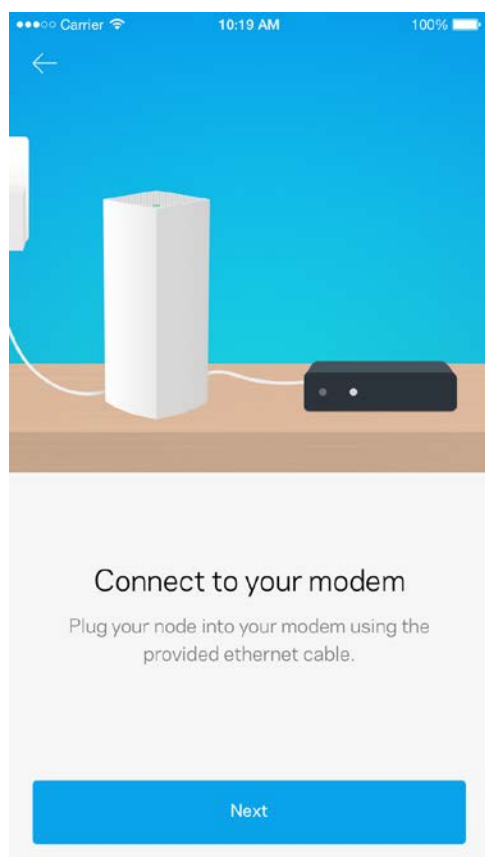 Carrier 10:19 AM 100%
Connect to your modem
Plug your node into your modem using the
provided ethernet cable.
Next